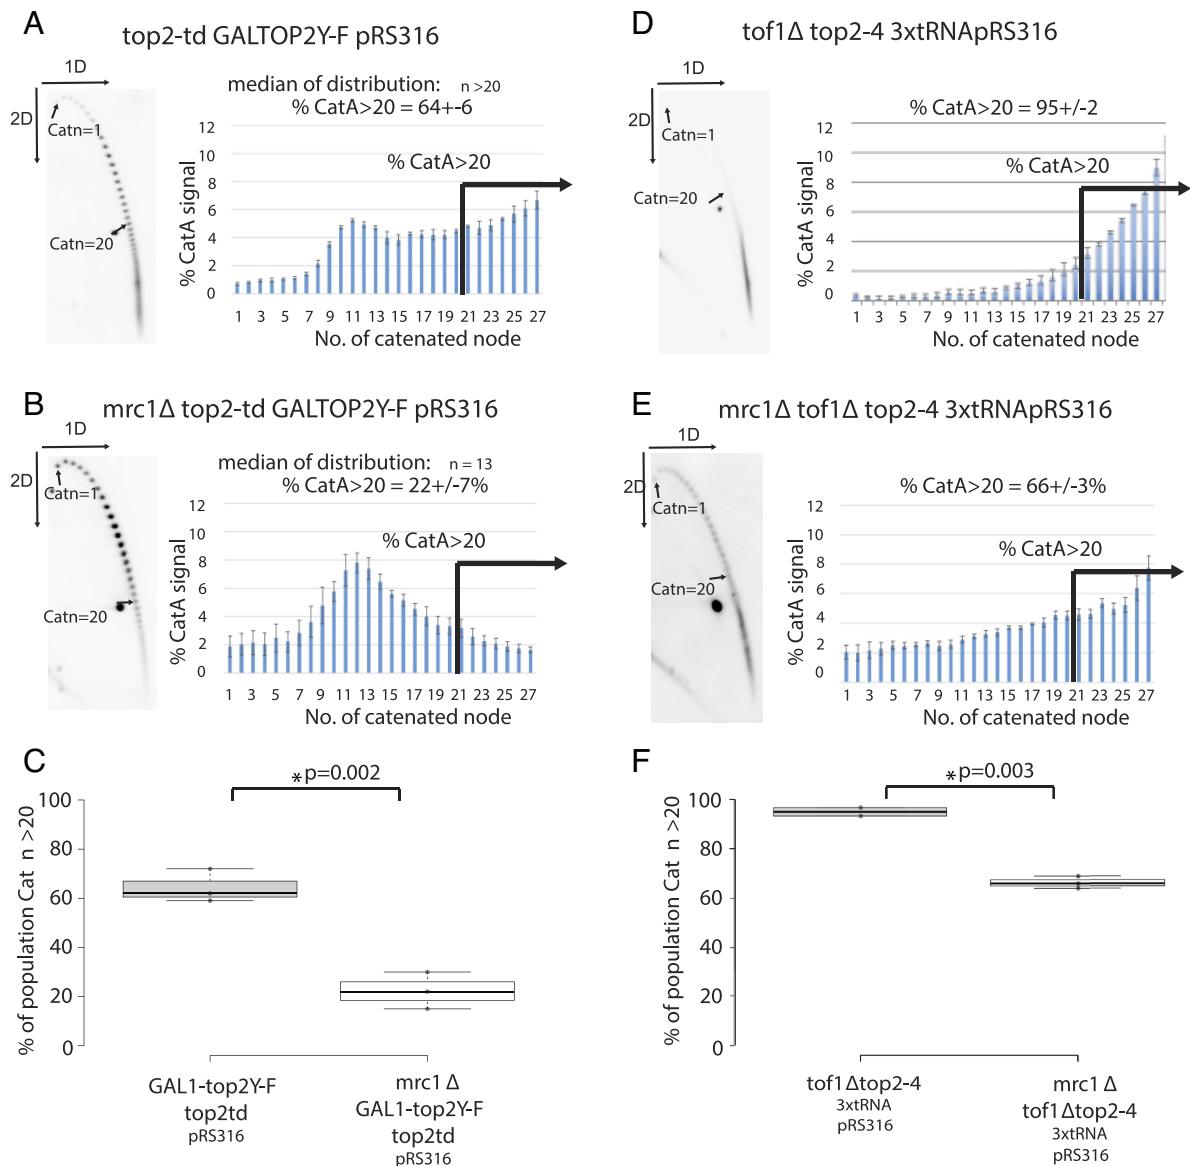 A
top2-td GALTOP2Y-F pRS316
1D
2D
Catn=1
Catn=20
median of distribution: n >20
% CatA>20 = 64+-6
% CatA>20
% CatA signal
12
10
8
6
4
2
0
1 3 5 7 9 11 13 15 17 19 21 23 25 27
No. of catenated node
D
tof1Δ top2-4 3xtRNApRS316
1D
2D
Catn=1
Catn=20
% CatA>20 = 95+/-2
% CatA>20
% CatA signal
12
10
8
6
4
2
0
1 3 5 7 9 11 13 15 17 19 21 23 25 27
No. of catenated node
B
mrc1Δ top2-td GALTOP2Y-F pRS316
1D
2D
Catn=1
Catn=20
median of distribution: n = 13
% CatA>20 = 22+/-7%
% CatA>20
% CatA signal
12
10
8
6
4
2
0
1 3 5 7 9 11 13 15 17 19 21 23 25 27
No. of catenated node
E
mrc1Δ tof1Δ top2-4 3xtRNApRS316
1D
2D
Catn=1
Catn=20
% CatA>20 = 66+/-3%
% CatA>20
% CatA signal
12
10
8
6
4
2
0
1 3 5 7 9 11 13 15 17 19 21 23 25 27
No. of catenated node
C
*p=0.002
% of population Cat n >20
100
80
60
40
20
0
GAL1-top2Y-F
top2td
pRS316
mrc1 Δ
GAL1-top2Y-F
top2td
pRS316
F
*p=0.003
% of population Cat n >20
100
80
60
40
20
0
tof1Δtop2-4
3xtRNA
pRS316
mrc1 Δ
tof1Δtop2-4
3xtRNA
pRS316